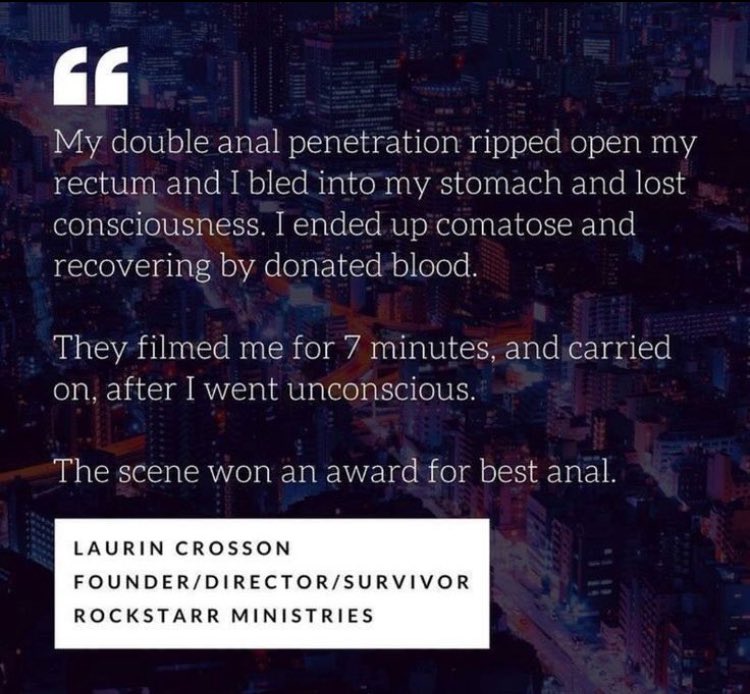 “
My double anal penetration ripped open my
rectum and I bled into my stomach and lost
consciousness. I ended up comatose and
recovering by donated blood.
They filmed me for 7 minutes, and carried
on, after I went unconscious.
The scene won an award for best anal.
LAURIN CROSSON
FOUNDER/DIRECTOR/SURVIVOR
ROCKSTARR MINISTRIES